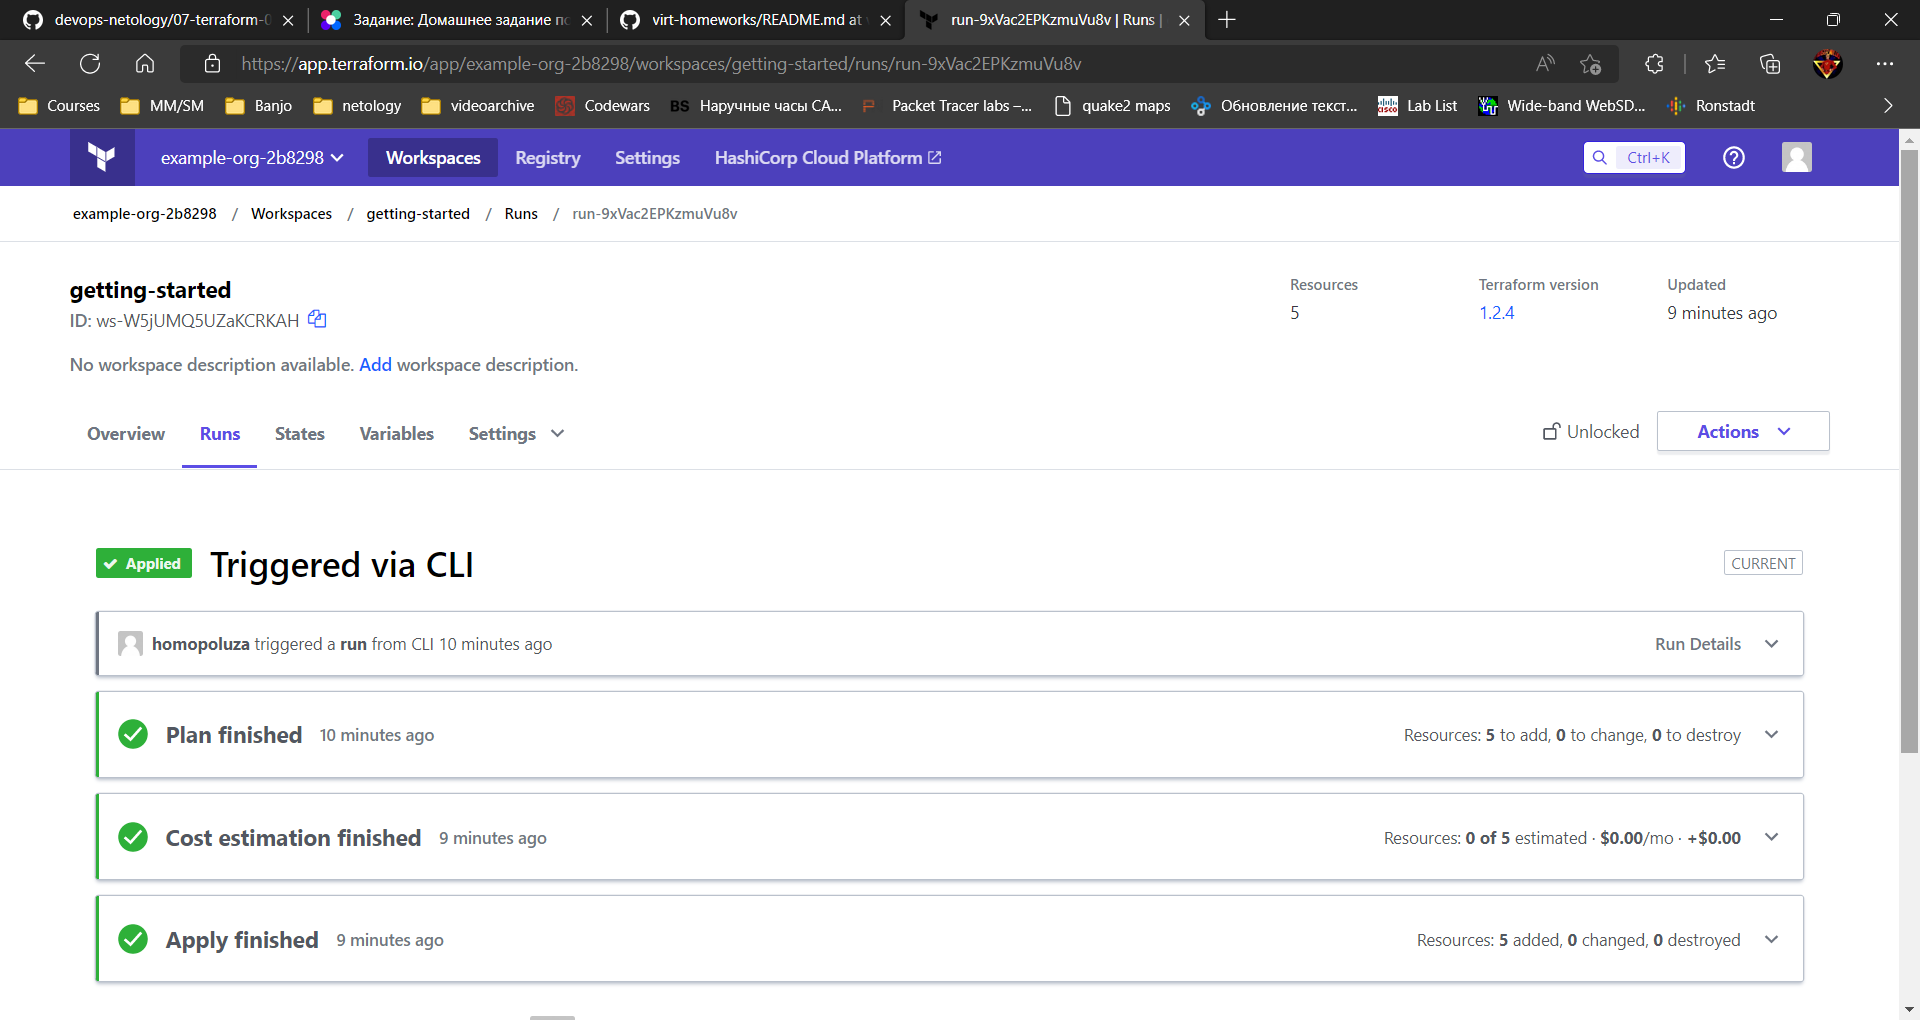 devops-netology/07-terraform-0
Задание: Домашнее задание по
virt-homeworks/README.md at
run-9xVac2EPKzmuVu8v | Runs |
https://app.terraform.io/app/example-org-2b8298/workspaces/getting-started/runs/run-9xVac2EPKzmuVu8v
Courses MM/SM Banjo netology videoarchive Codewars BS Наручные часы CA... Packet Tracer labs –... quake2 maps Обновление текст... Lab List Wide-band WebSD... Ronstadt
example-org-2b8298 Workspaces Registry Settings HashiCorp Cloud Platform Ctrl+K
example-org-2b8298 / Workspaces / getting-started / Runs / run-9xVac2EPKzmuVu8v
getting-started
ID: ws-W5jUMQ5UZaKCRKAH
Resources
5
Terraform version
1.2.4
Updated
9 minutes ago
No workspace description available. Add workspace description.
Overview Runs States Variables Settings
Unlocked Actions
Applied Triggered via CLI CURRENT
homopoluza triggered a run from CLI 10 minutes ago Run Details
Plan finished 10 minutes ago Resources: 5 to add, 0 to change, 0 to destroy
Cost estimation finished 9 minutes ago Resources: 0 of 5 estimated · $0.00/mo · +$0.00
Apply finished 9 minutes ago Resources: 5 added, 0 changed, 0 destroyed